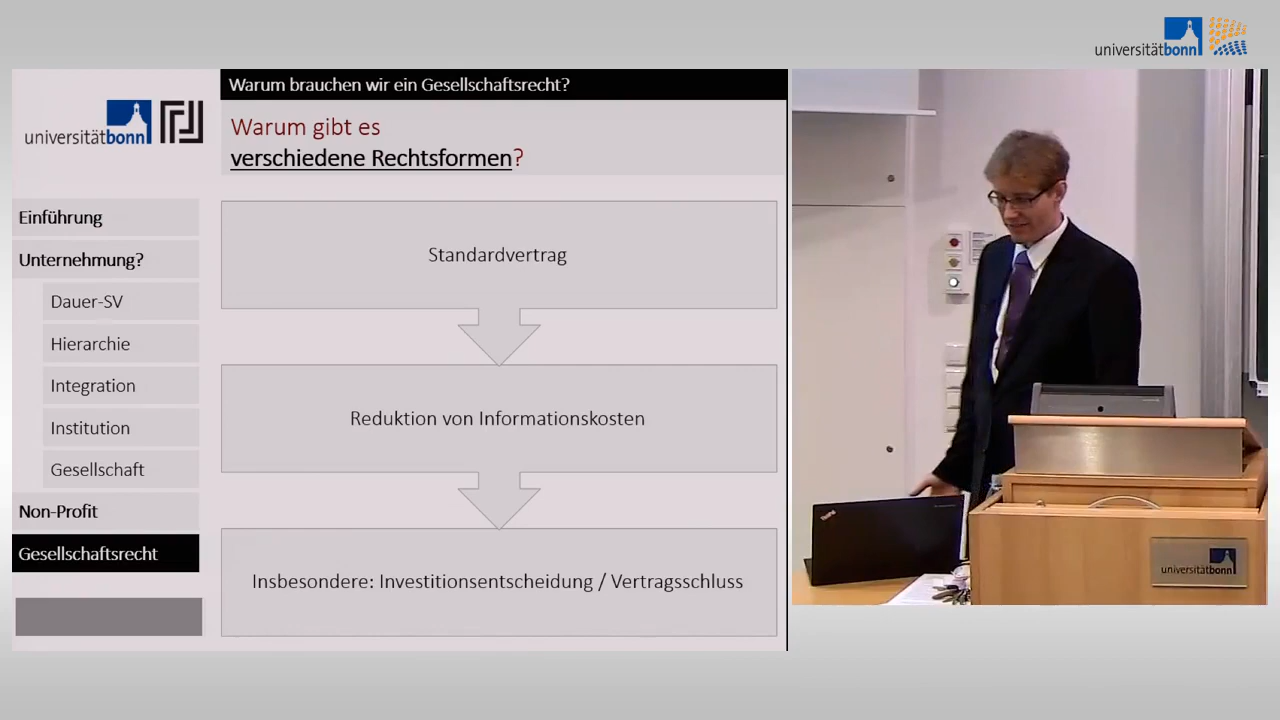 universitätbonn
Warum brauchen wir ein Gesellschaftsrecht?
universitätbonn
Warum gibt es
verschiedene Rechtsformen?
Einführung
Unternehmung?
Dauer-SV
Hierarchie
Integration
Institution
Gesellschaft
Non-Profit
Gesellschaftsrecht
Standardvertrag
Reduktion von Informationskosten
Insbesondere: Investitionsentscheidung / Vertragsschluss
ThinkPad
universitätbonn